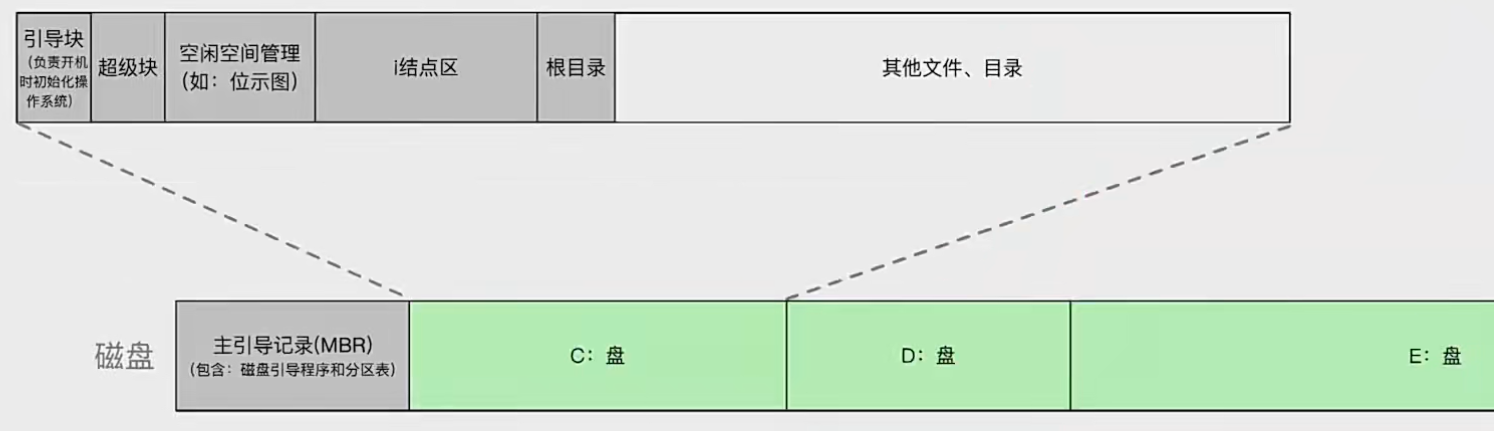 引导块
（负责开机
时初始化操
作系统）
超级块
空闲空间管理
(如：位示图)
i结点区
根目录
其他文件、目录
磁盘
主引导记录(MBR)
(包含：磁盘引导程序和分区表)
C：盘
D：盘
E：盘